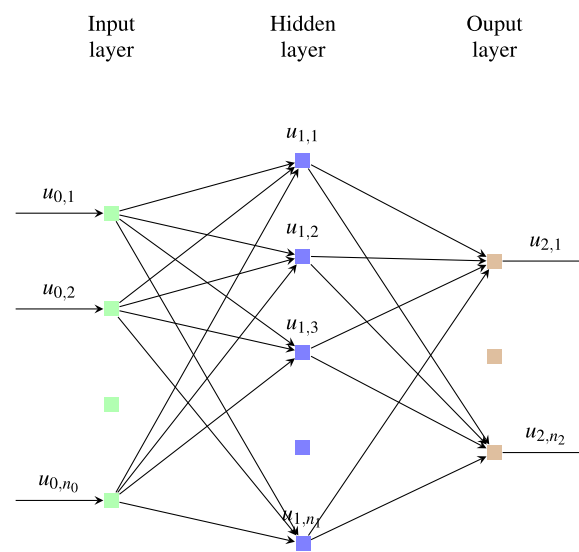 Input
layer
Hidden
layer
Ouput
layer
u1,1
u0,1
u1,2
u2,1
u0,2
u1,3
u0,n0
u2,n2
u1,n1